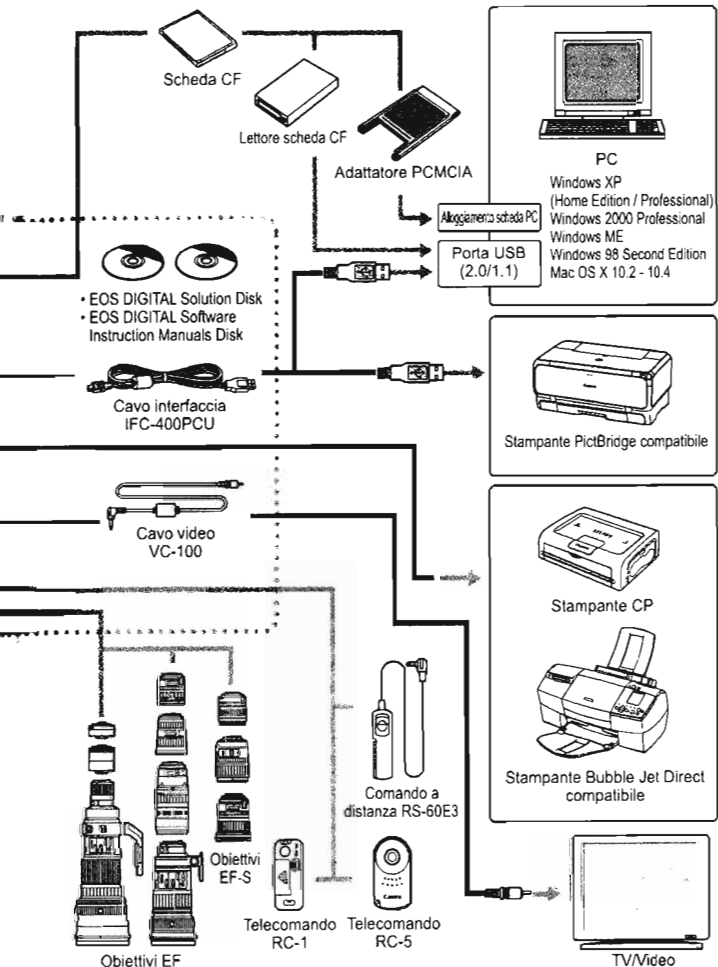 Scheda CF
Lettore scheda CF
Adattatore PCMCIA
PC
Windows XP
(Home Edition / Professional)
Windows 2000 Professional
Windows ME
Windows 98 Second Edition
Mac OS X 10.2 - 10.4
Alloggiamento scheda PC
Porta USB
(2.0/1.1)
• EOS DIGITAL Solution Disk
• EOS DIGITAL Software
Instruction Manuals Disk
Cavo interfaccia
IFC-400PCU
Stampante PictBridge compatibile
Cavo video
VC-100
Stampante CP
Stampante Bubble Jet Direct
compatibile
Comando a
distanza RS-60E3
Obiettivi
EF-S
Canon
Telecomando
RC-1
Telecomando
RC-5
Obiettivi EF
TV/Video